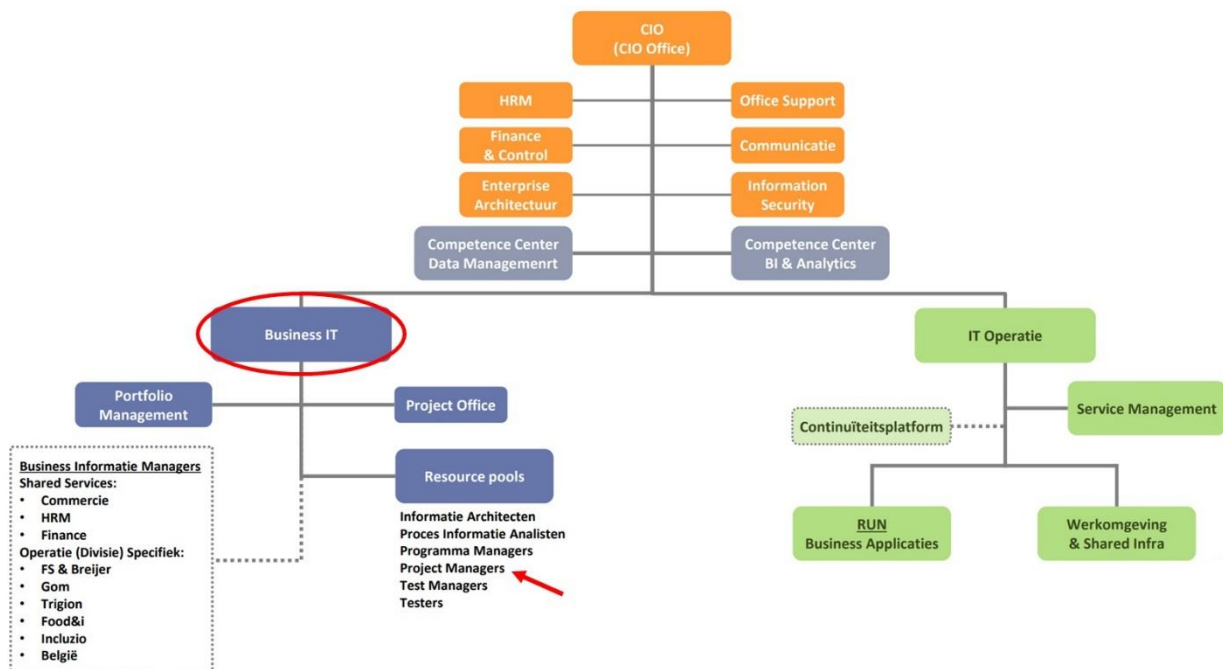 CIO
(CIO Office)
HRM
Office Support
Finance
& Control
Communicatie
Enterprise
Architectuur
Information
Security
Competence Center
Data Managemenrt
Competence Center
BI & Analytics
Business IT
IT Operatie
Portfolio
Management
Project Office
Service Management
Continuïteitsplatform
Business Informatie Managers
Shared Services:
• Commercie
• HRM
• Finance
Operatie (Divisie) Specifiek:
• FS & Breijer
• Gom
• Trigion
• Food&i
• Incluzio
• België
Resource pools
Informatie Architecten
Proces Informatie Analisten
Programma Managers
Project Managers
Test Managers
Testers
RUN
Business Applicaties
Werkomgeving
& Shared Infra